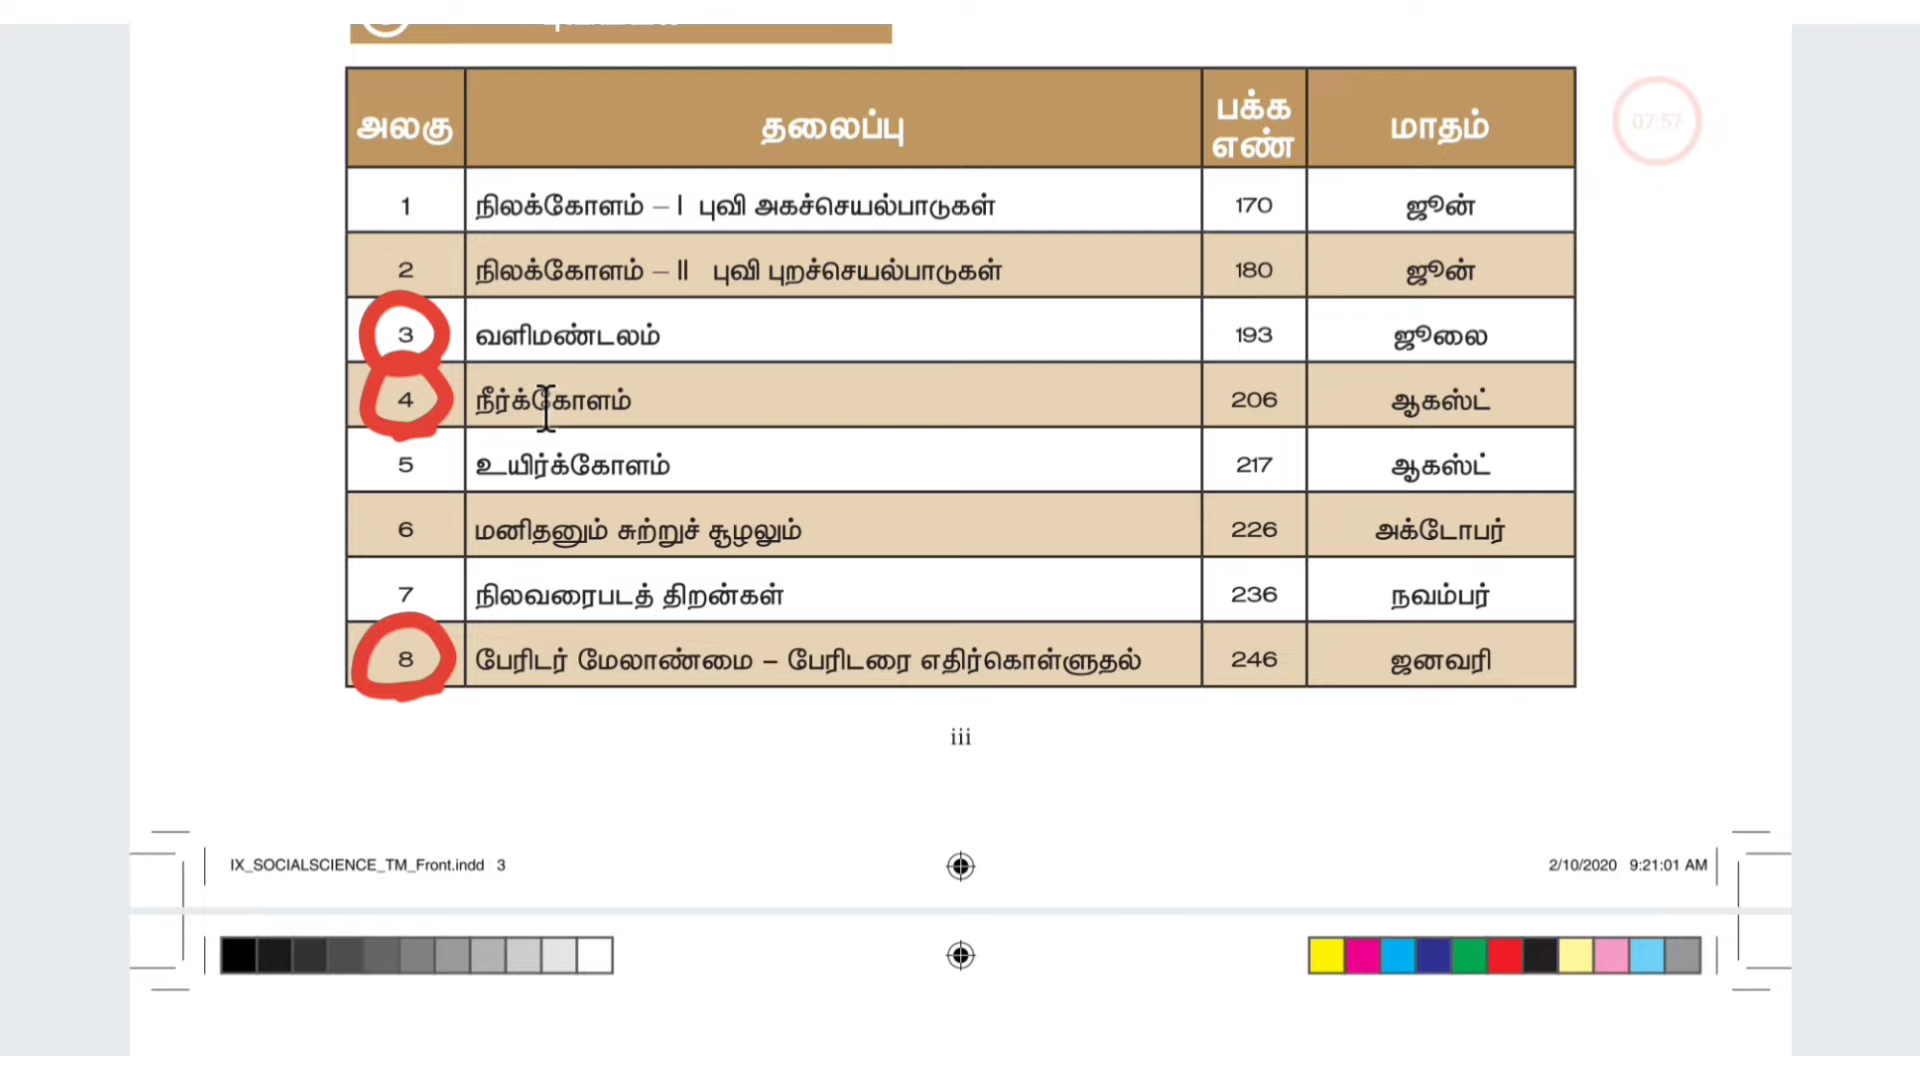 அலகு தலைப்பு பக்க எண் மாதம்
1 நிலக்கோளம் – I புவி அகச்செயல்பாடுகள் 170 ஜூன்
2 நிலக்கோளம் – II புவி புறச்செயல்பாடுகள் 180 ஜூன்
3 வளிமண்டலம் 193 ஜூலை
4 நீர்க்கோளம் 206 ஆகஸ்ட்
5 உயிர்க்கோளம் 217 ஆகஸ்ட்
6 மனிதனும் சுற்றுச் சூழலும் 226 அக்டோபர்
7 நிலவரைபடத் திறன்கள் 236 நவம்பர்
8 பேரிடர் மேலாண்மை – பேரிடரை எதிர்கொள்ளுதல் 246 ஜனவரி
07:57
iii
IX_SOCIALSCIENCE_TM_Front.indd 3 2/10/2020 9:21:01 AM